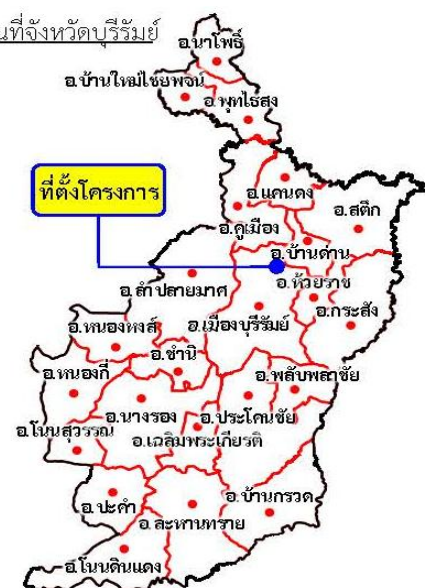 นที่จังหวัดบุรีรัมย์
อ.นาโพธิ์
อ.บ้านใหม่ไชยพจน์
อ.พุทไธสง
ที่ตั้งโครงการ
อ.แคนดง
อ.สตึก
อ.คูเมือง
อ.บ้านด่าน
อ.ห้วยราช
อ.ลำปลายมาศ
อ.กระสัง
อ.เมืองบุรีรัมย์
อ.หนองหงส์
อ.ชำนิ
อ.หนองกี่
อ.พลับพลาชัย
อ.นางรอง
อ.ประโคนชัย
อ.โนนสุวรรณ
อ.เฉลิมพระเกียรติ
อ.บ้านกรวด
อ.ปะคำ
อ.ละหานทราย
อ.โนนดินแดง